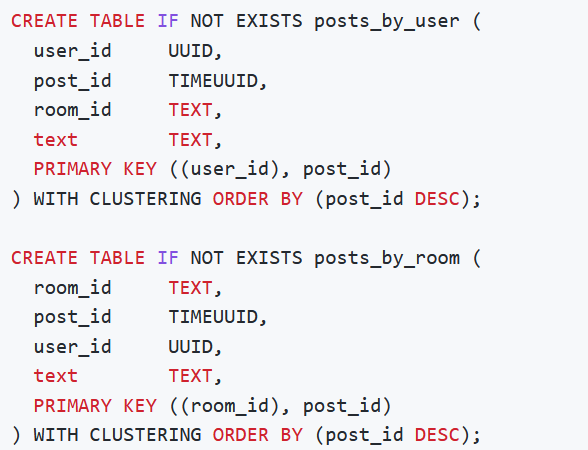 CREATE TABLE IF NOT EXISTS posts_by_user (
  user_id     UUID,
  post_id     TIMEUUID,
  room_id     TEXT,
  text        TEXT,
  PRIMARY KEY ((user_id), post_id)
) WITH CLUSTERING ORDER BY (post_id DESC);

CREATE TABLE IF NOT EXISTS posts_by_room (
  room_id     TEXT,
  post_id     TIMEUUID,
  user_id     UUID,
  text        TEXT,
  PRIMARY KEY ((room_id), post_id)
) WITH CLUSTERING ORDER BY (post_id DESC);